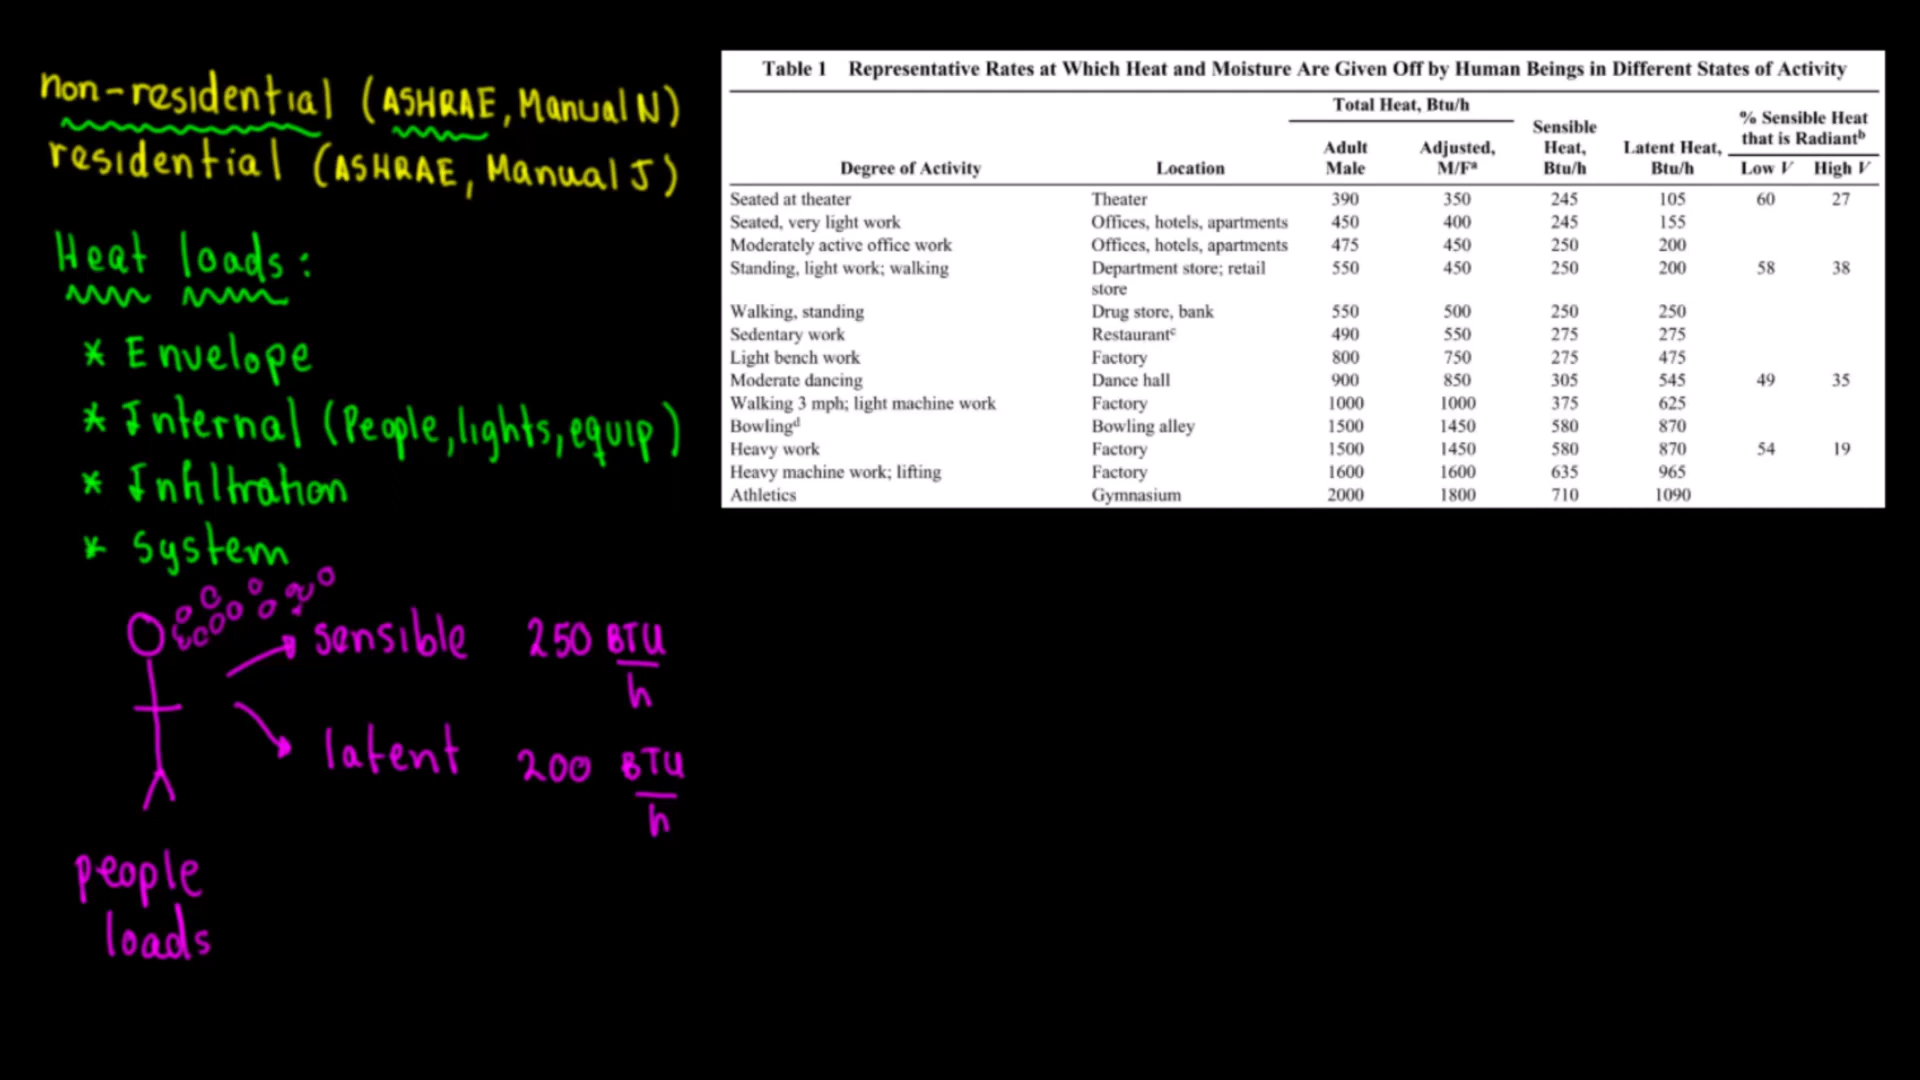 non-residential (ASHRAE, Manual N)
residential (ASHRAE, Manual J)
Heat loads:
* Envelope
* Internal (People, lights, equip)
* Infiltration
* System
sensible 250 BTU
h
latent 200 BTU
h
people
loads
Table 1 Representative Rates at Which Heat and Moisture Are Given Off by Human Beings in Different States of Activity
Total Heat, Btu/h
% Sensible Heat
that is Radiantᵇ
Sensible
Adult Adjusted, Heat, Latent Heat,
Degree of Activity Location Male M/Fᵃ Btu/h Btu/h Low V High V
Seated at theater Theater 390 350 245 105 60 27
Seated, very light work Offices, hotels, apartments 450 400 245 155
Moderately active office work Offices, hotels, apartments 475 450 250 200
Standing, light work; walking Department store; retail 550 450 250 200 58 38
store
Walking, standing Drug store, bank 550 500 250 250
Sedentary work Restaurantᶜ 490 550 275 275
Light bench work Factory 800 750 275 475
Moderate dancing Dance hall 900 850 305 545 49 35
Walking 3 mph; light machine work Factory 1000 1000 375 625
Bowlingᵈ Bowling alley 1500 1450 580 870
Heavy work Factory 1500 1450 580 870 54 19
Heavy machine work; lifting Factory 1600 1600 635 965
Athletics Gymnasium 2000 1800 710 1090